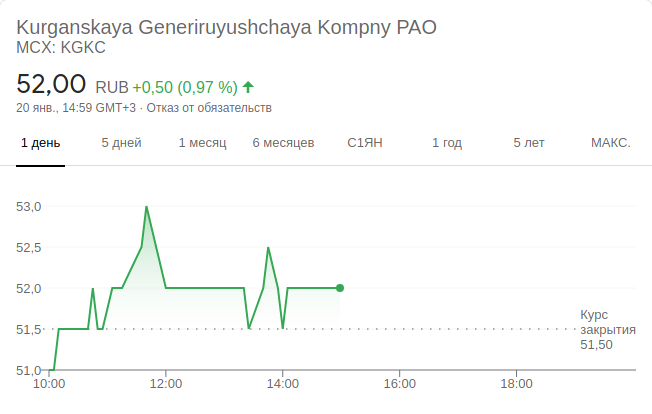 Kurganskaya Generiruyushchaya Kompny PAO
MCX: KGKC
52,00 RUB +0,50 (0,97 %)
20 янв., 14:59 GMT+3 · Отказ от обязательств
1 день 5 дней 1 месяц 6 месяцев С1ЯН 1 год 5 лет МАКС.
53,0
52,5
52,0
51,5
51,0
Курс
закрытия
51,50
10:00 12:00 14:00 16:00 18:00